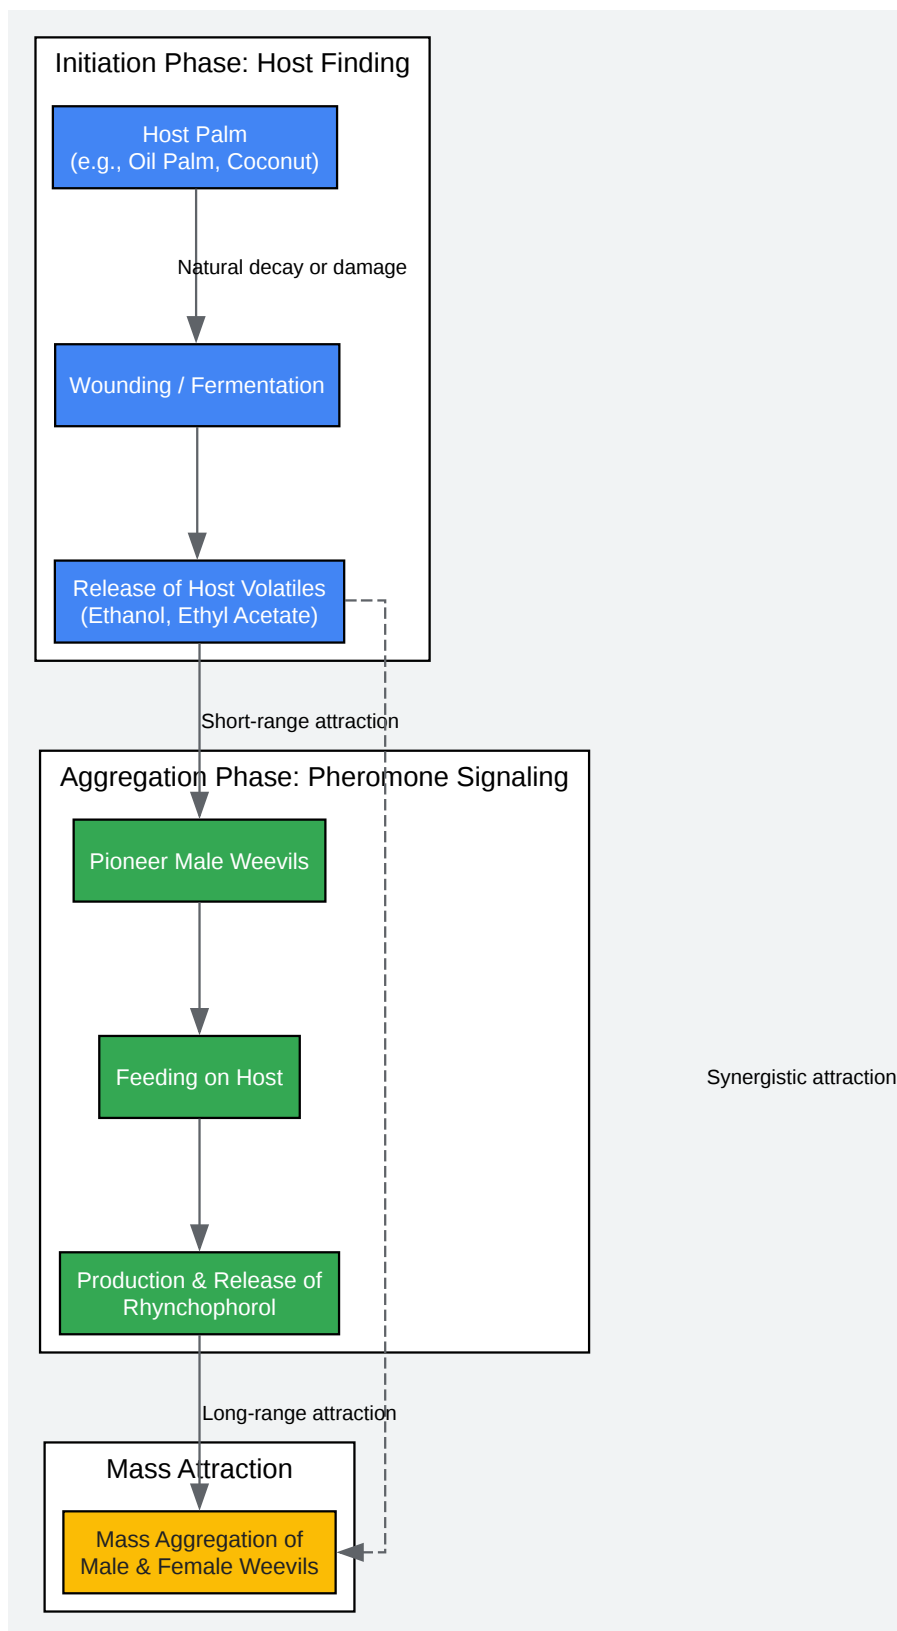 Initiation Phase: Host Finding
Host Palm
(e.g., Oil Palm, Coconut)
Natural decay or damage
Wounding / Fermentation
Release of Host Volatiles
(Ethanol, Ethyl Acetate)
Short-range attraction
Aggregation Phase: Pheromone Signaling
Pioneer Male Weevils
Feeding on Host
Synergistic attraction
Production & Release of
Rhynchophorol
Long-range attraction
Mass Attraction
Mass Aggregation of
Male & Female Weevils